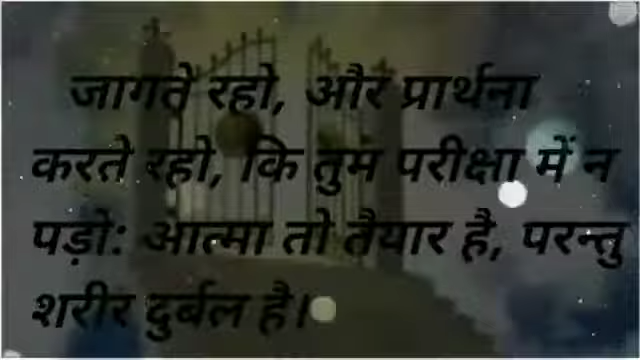 जागते रहो, और प्रार्थना
करते रहो, कि तुम परीक्षा में न
पड़ो: आत्मा तो तैयार है, परन्तु
शरीर दुर्बल है।